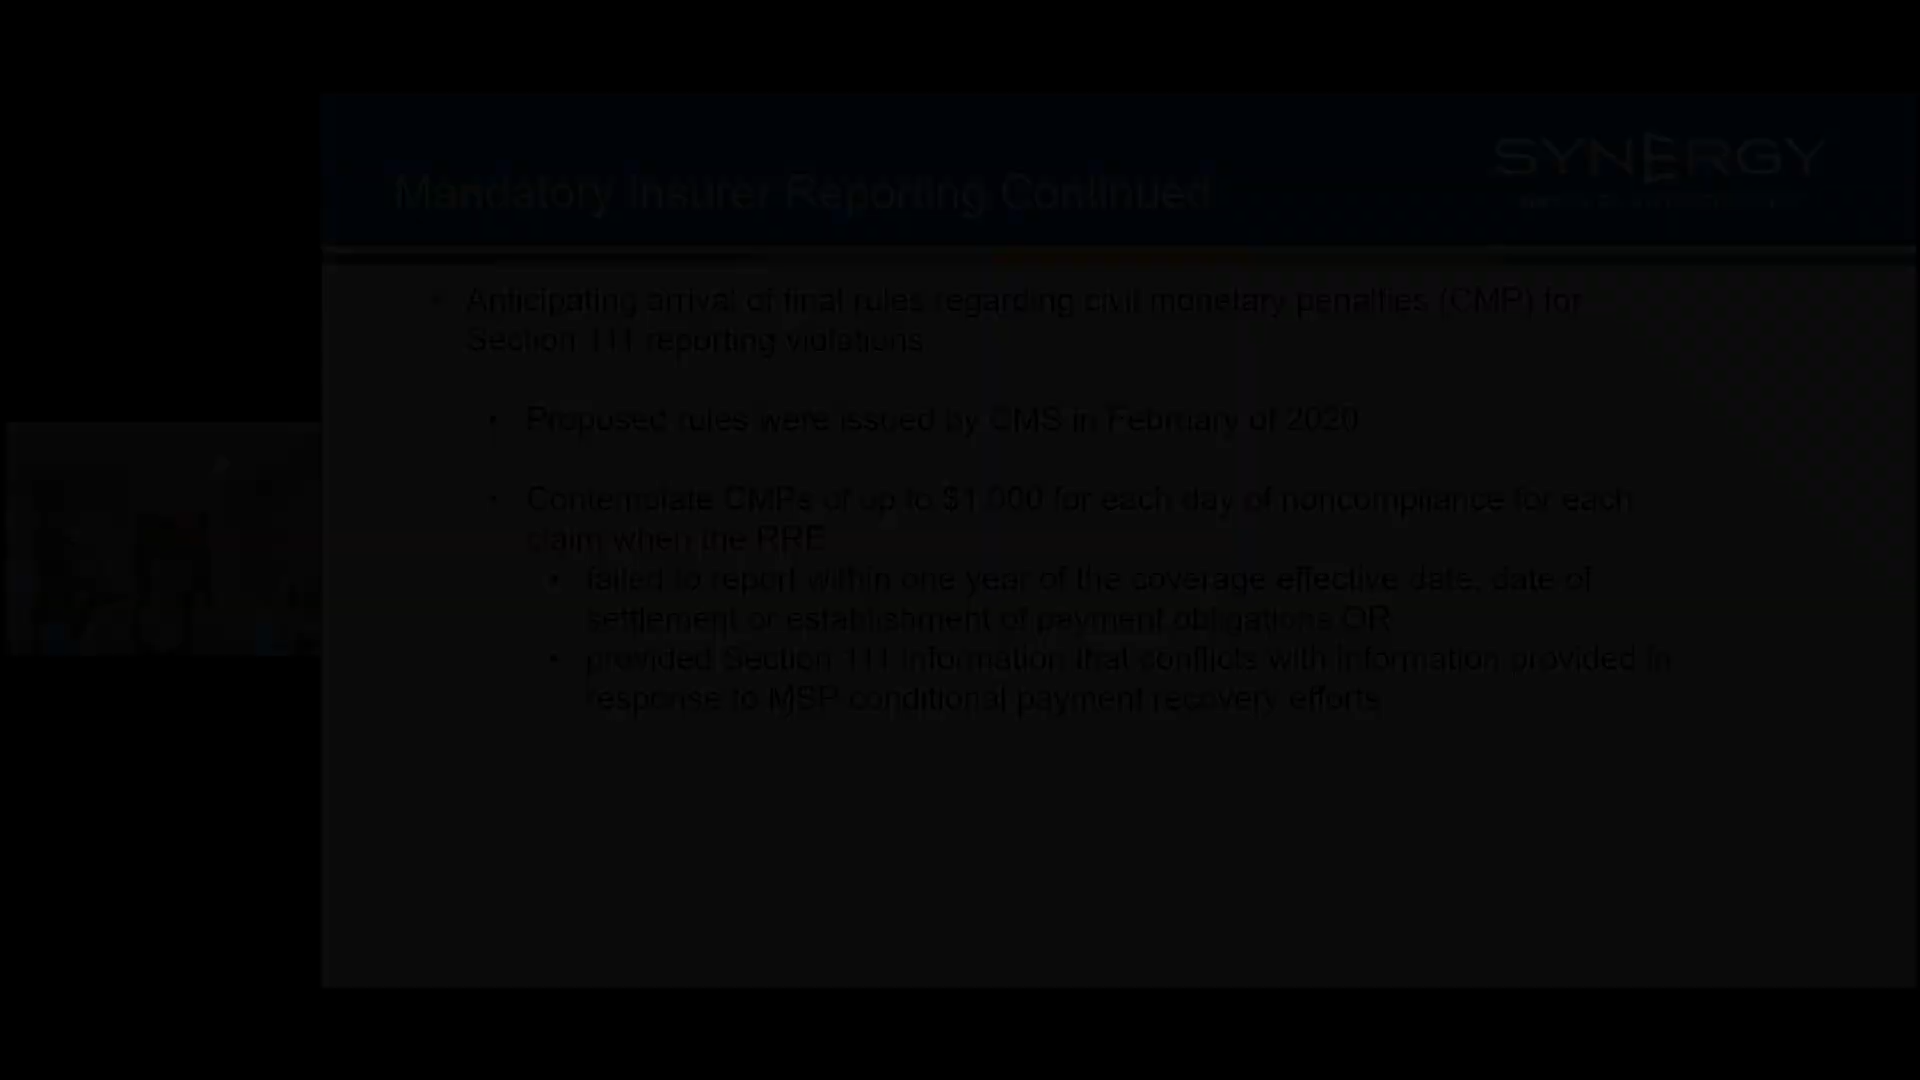 SYNERGY
Mandatory Insurer Reporting Continued
• Anticipating arrival of final rules regarding civil monetary penalties (CMP) for
Section 111 reporting violations
• Proposed rules were issued by CMS in February of 2020
• Contemplate CMPs of up to $1,000 for each day of noncompliance for each
claim when the RRE
• failed to report within one year of the coverage effective date, date of
settlement or establishment of payment obligations OR
• provided Section 111 information that conflicts with information provided in
response to MSP conditional payment recovery efforts